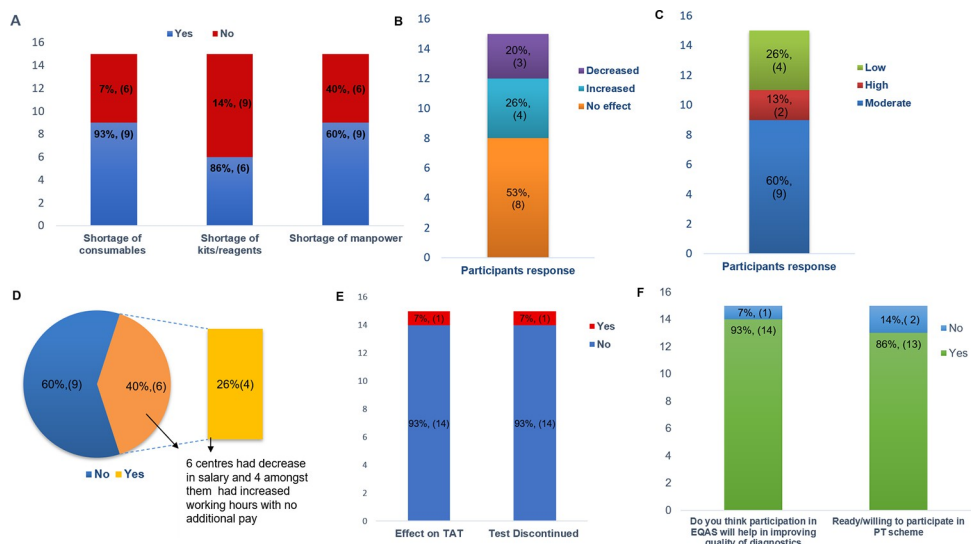 A
Yes No
16
14
12
10
8
6
4
2
0
7%, (6)
93%, (9)
14%, (9)
86%, (6)
40%, (6)
60%, (9)
Shortage of
consumables
Shortage of
kits/reagents
Shortage of manpower
B
16
14
12
10
8
6
4
2
0
20%,
(3)
26%,
(4)
53%,
(8)
Decreased
Increased
No effect
Participants response
C
16
14
12
10
8
6
4
2
0
26%,
(4)
13%,
(2)
60%,
(9)
Low
High
Moderate
Participants response
D
60%,(9)
40%,(6)
26%(4)
No Yes
6 centres had decrease
in salary and 4 amongst
them had increased
working hours with no
additional pay
E
16
14
12
10
8
6
4
2
0
7%, (1)
93%, (14)
7%, (1)
93%, (14)
Yes
No
Effect on TAT
Test Discontinued
F
16
14
12
10
8
6
4
2
0
7%, (1)
93%, (14)
14%,( 2)
86%, (13)
No
Yes
Do you think participation in
EQAS will help in improving
quality of diagnostics
Ready/willing to participate in
PT scheme